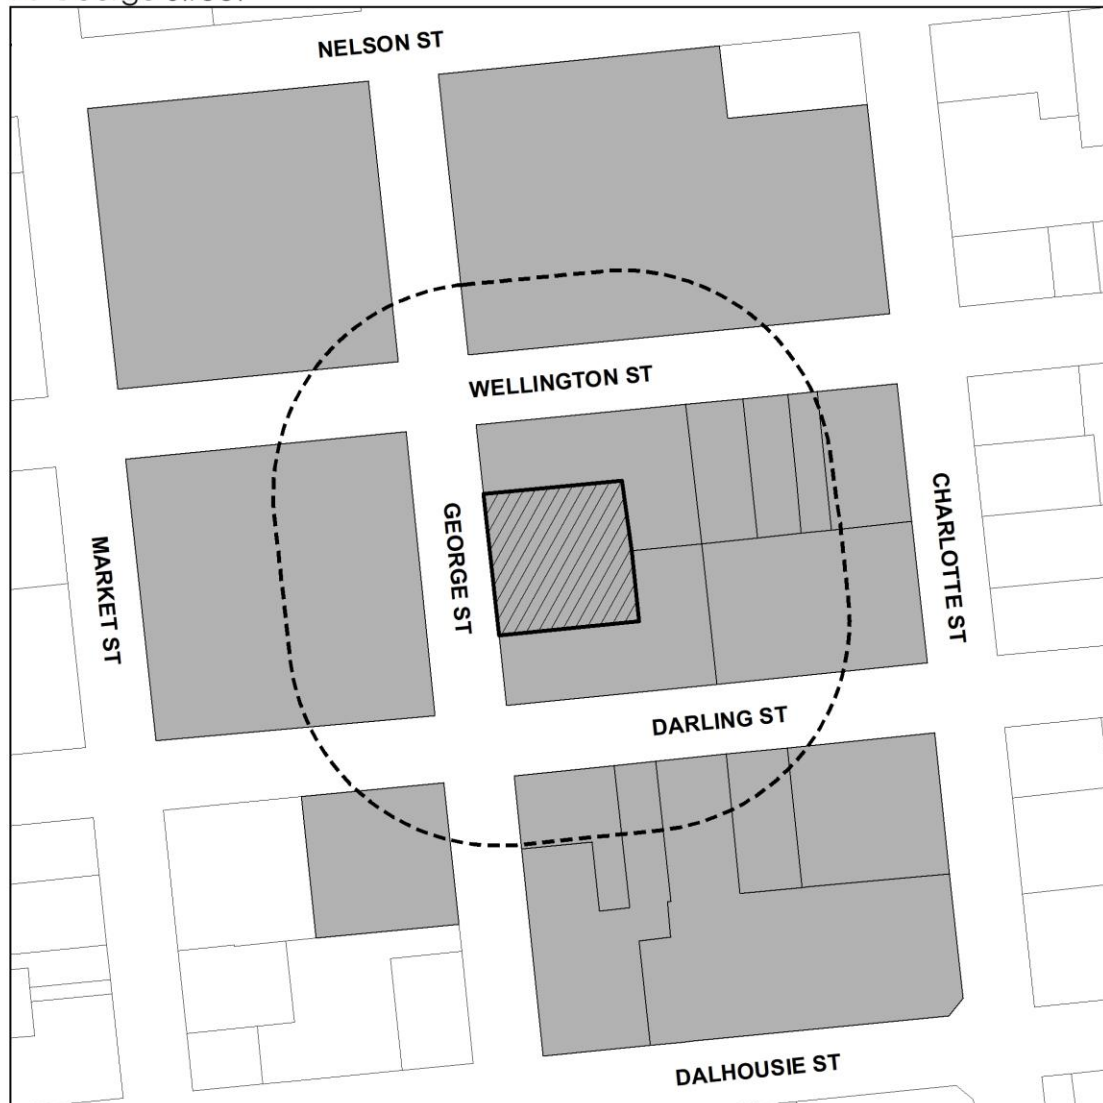 NELSON ST
WELLINGTON ST
GEORGE ST
CHARLOTTE ST
MARKET ST
DARLING ST
DALHOUSIE ST